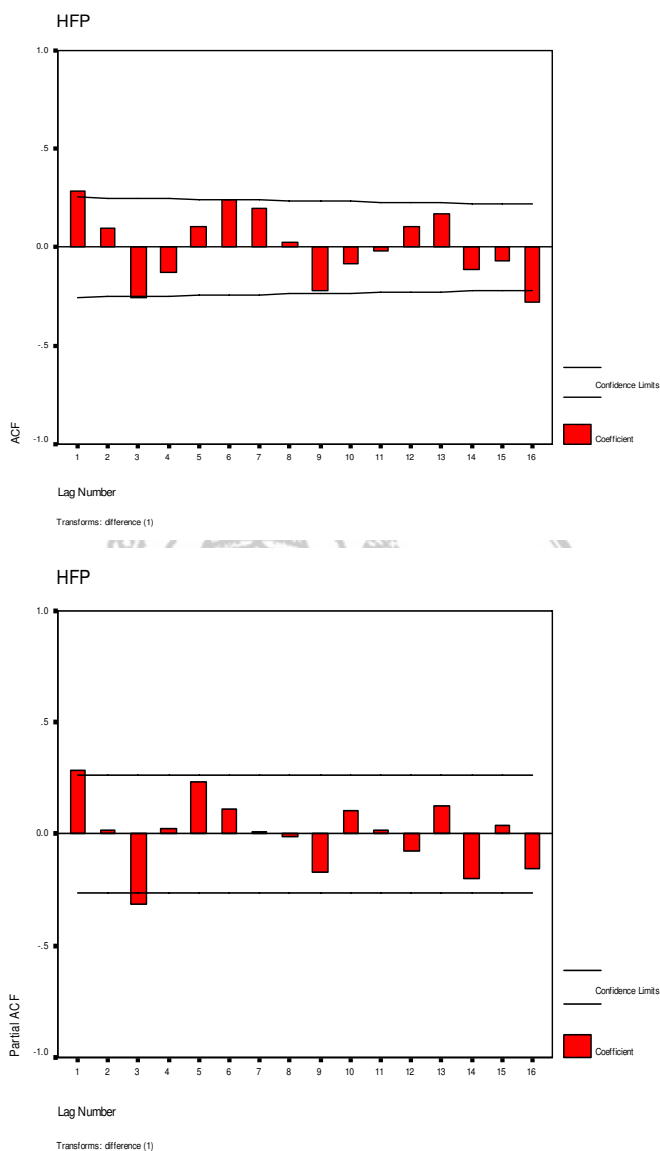 HFP
1.0
.5
0.0
-.5
-1.0
ACF
1 2 3 4 5 6 7 8 9 10 11 12 13 14 15 16
Lag Number
Transforms: difference (1)
Confidence Limits
Coefficient
HFP
1.0
.5
0.0
-.5
-1.0
Partial ACF
1 2 3 4 5 6 7 8 9 10 11 12 13 14 15 16
Lag Number
Transforms: difference (1)
Confidence Limits
Coefficient